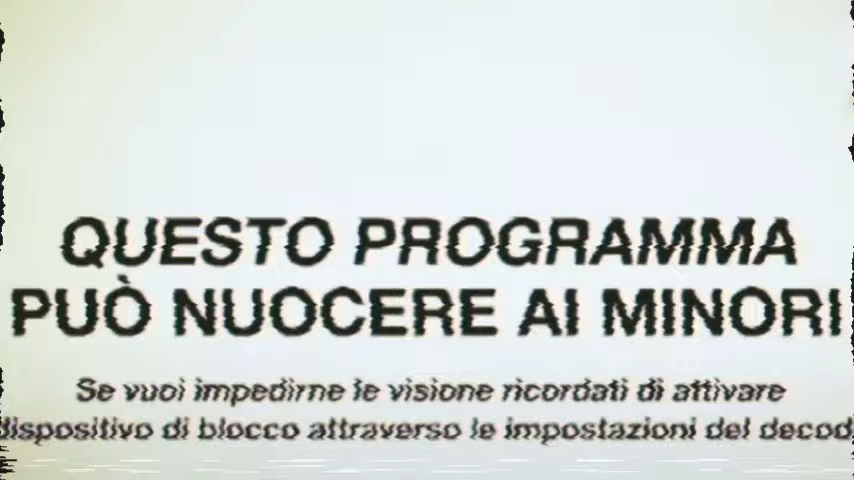 QUESTO PROGRAMMA
PUÒ NUOCERE AI MINORI
Se vuoi impedirne le visione ricordati di attivare
dispositivo di blocco attraverso le impostazioni del decod